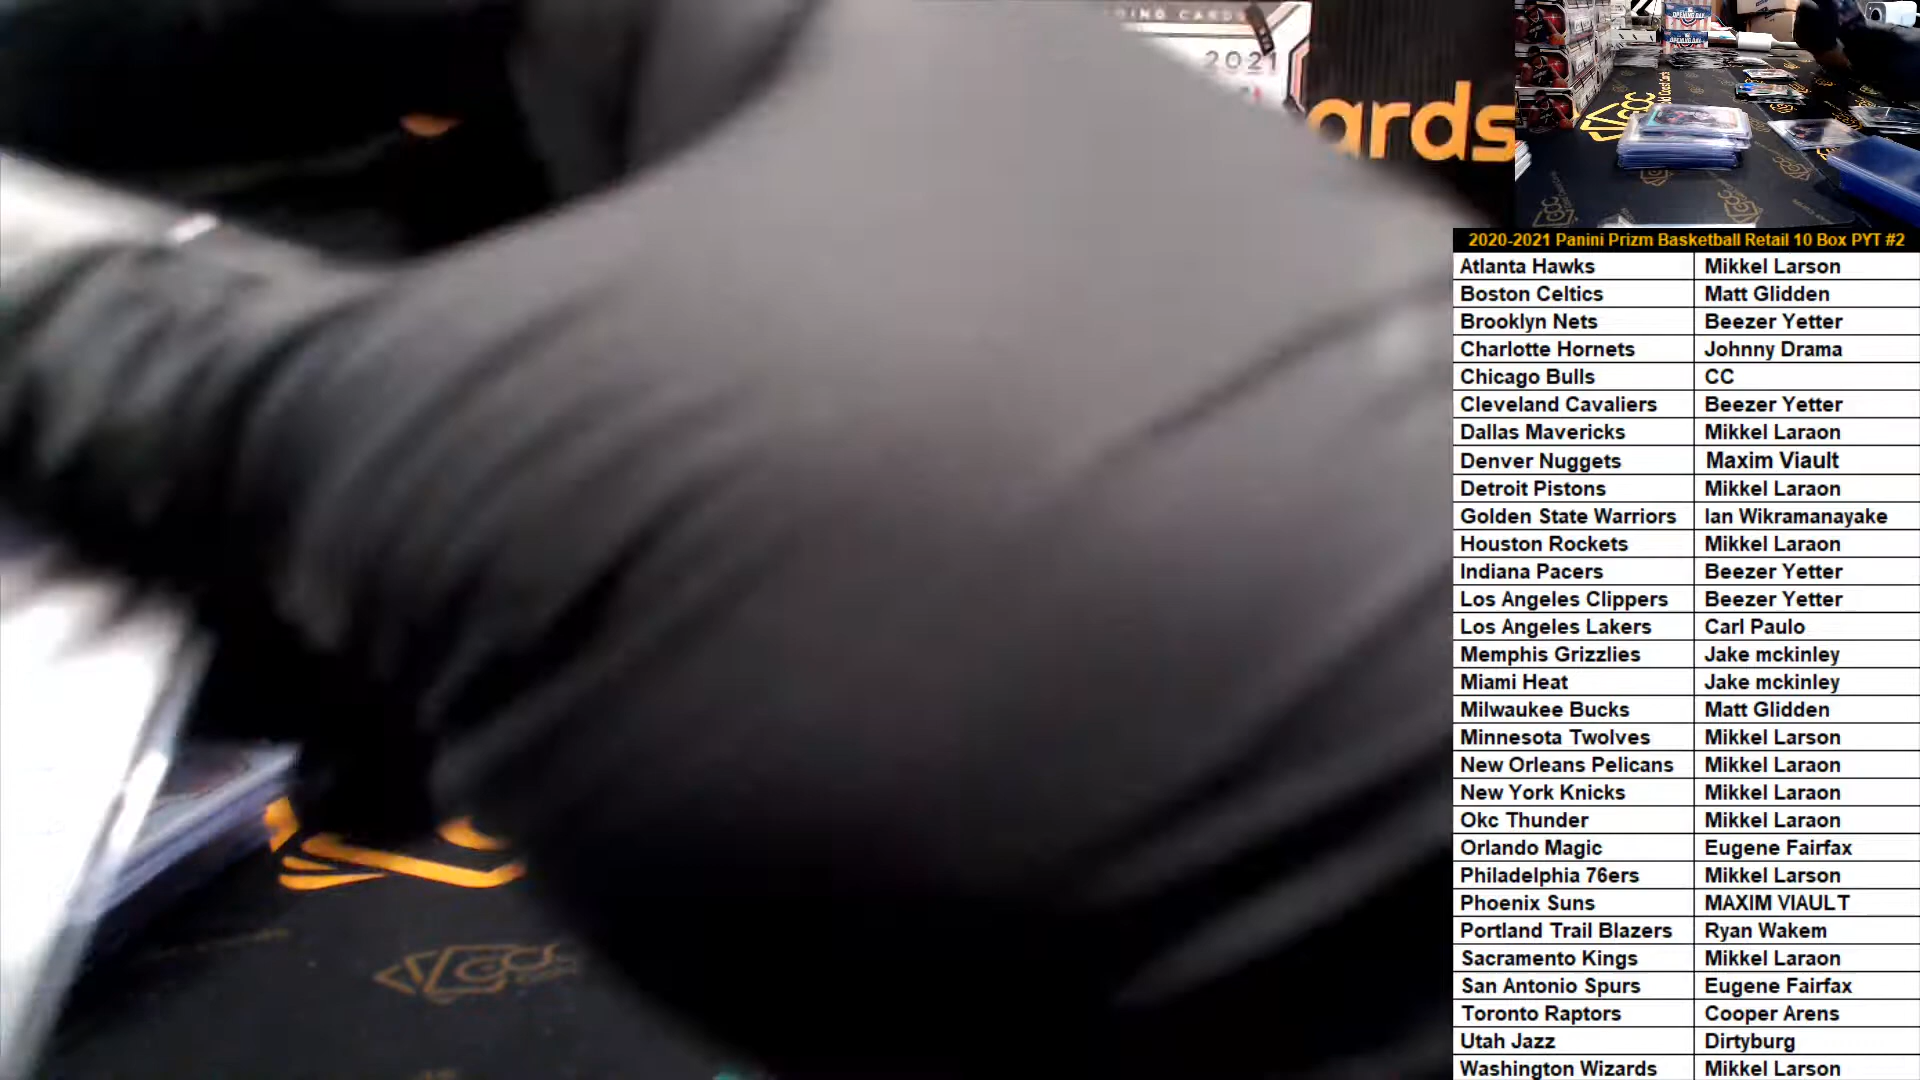 2021
ards
OPENING DAY
OPENING DAY
2020-2021 Panini Prizm Basketball Retail 10 Box PYT #2
Atlanta Hawks Mikkel Larson
Boston Celtics Matt Glidden
Brooklyn Nets Beezer Yetter
Charlotte Hornets Johnny Drama
Chicago Bulls CC
Cleveland Cavaliers Beezer Yetter
Dallas Mavericks Mikkel Laraon
Denver Nuggets Maxim Viault
Detroit Pistons Mikkel Laraon
Golden State Warriors Ian Wikramanayake
Houston Rockets Mikkel Laraon
Indiana Pacers Beezer Yetter
Los Angeles Clippers Beezer Yetter
Los Angeles Lakers Carl Paulo
Memphis Grizzlies Jake mckinley
Miami Heat Jake mckinley
Milwaukee Bucks Matt Glidden
Minnesota Twolves Mikkel Larson
New Orleans Pelicans Mikkel Laraon
New York Knicks Mikkel Laraon
Okc Thunder Mikkel Laraon
Orlando Magic Eugene Fairfax
Philadelphia 76ers Mikkel Larson
Phoenix Suns MAXIM VIAULT
Portland Trail Blazers Ryan Wakem
Sacramento Kings Mikkel Laraon
San Antonio Spurs Eugene Fairfax
Toronto Raptors Cooper Arens
Utah Jazz Dirtyburg
Washington Wizards Mikkel Larson